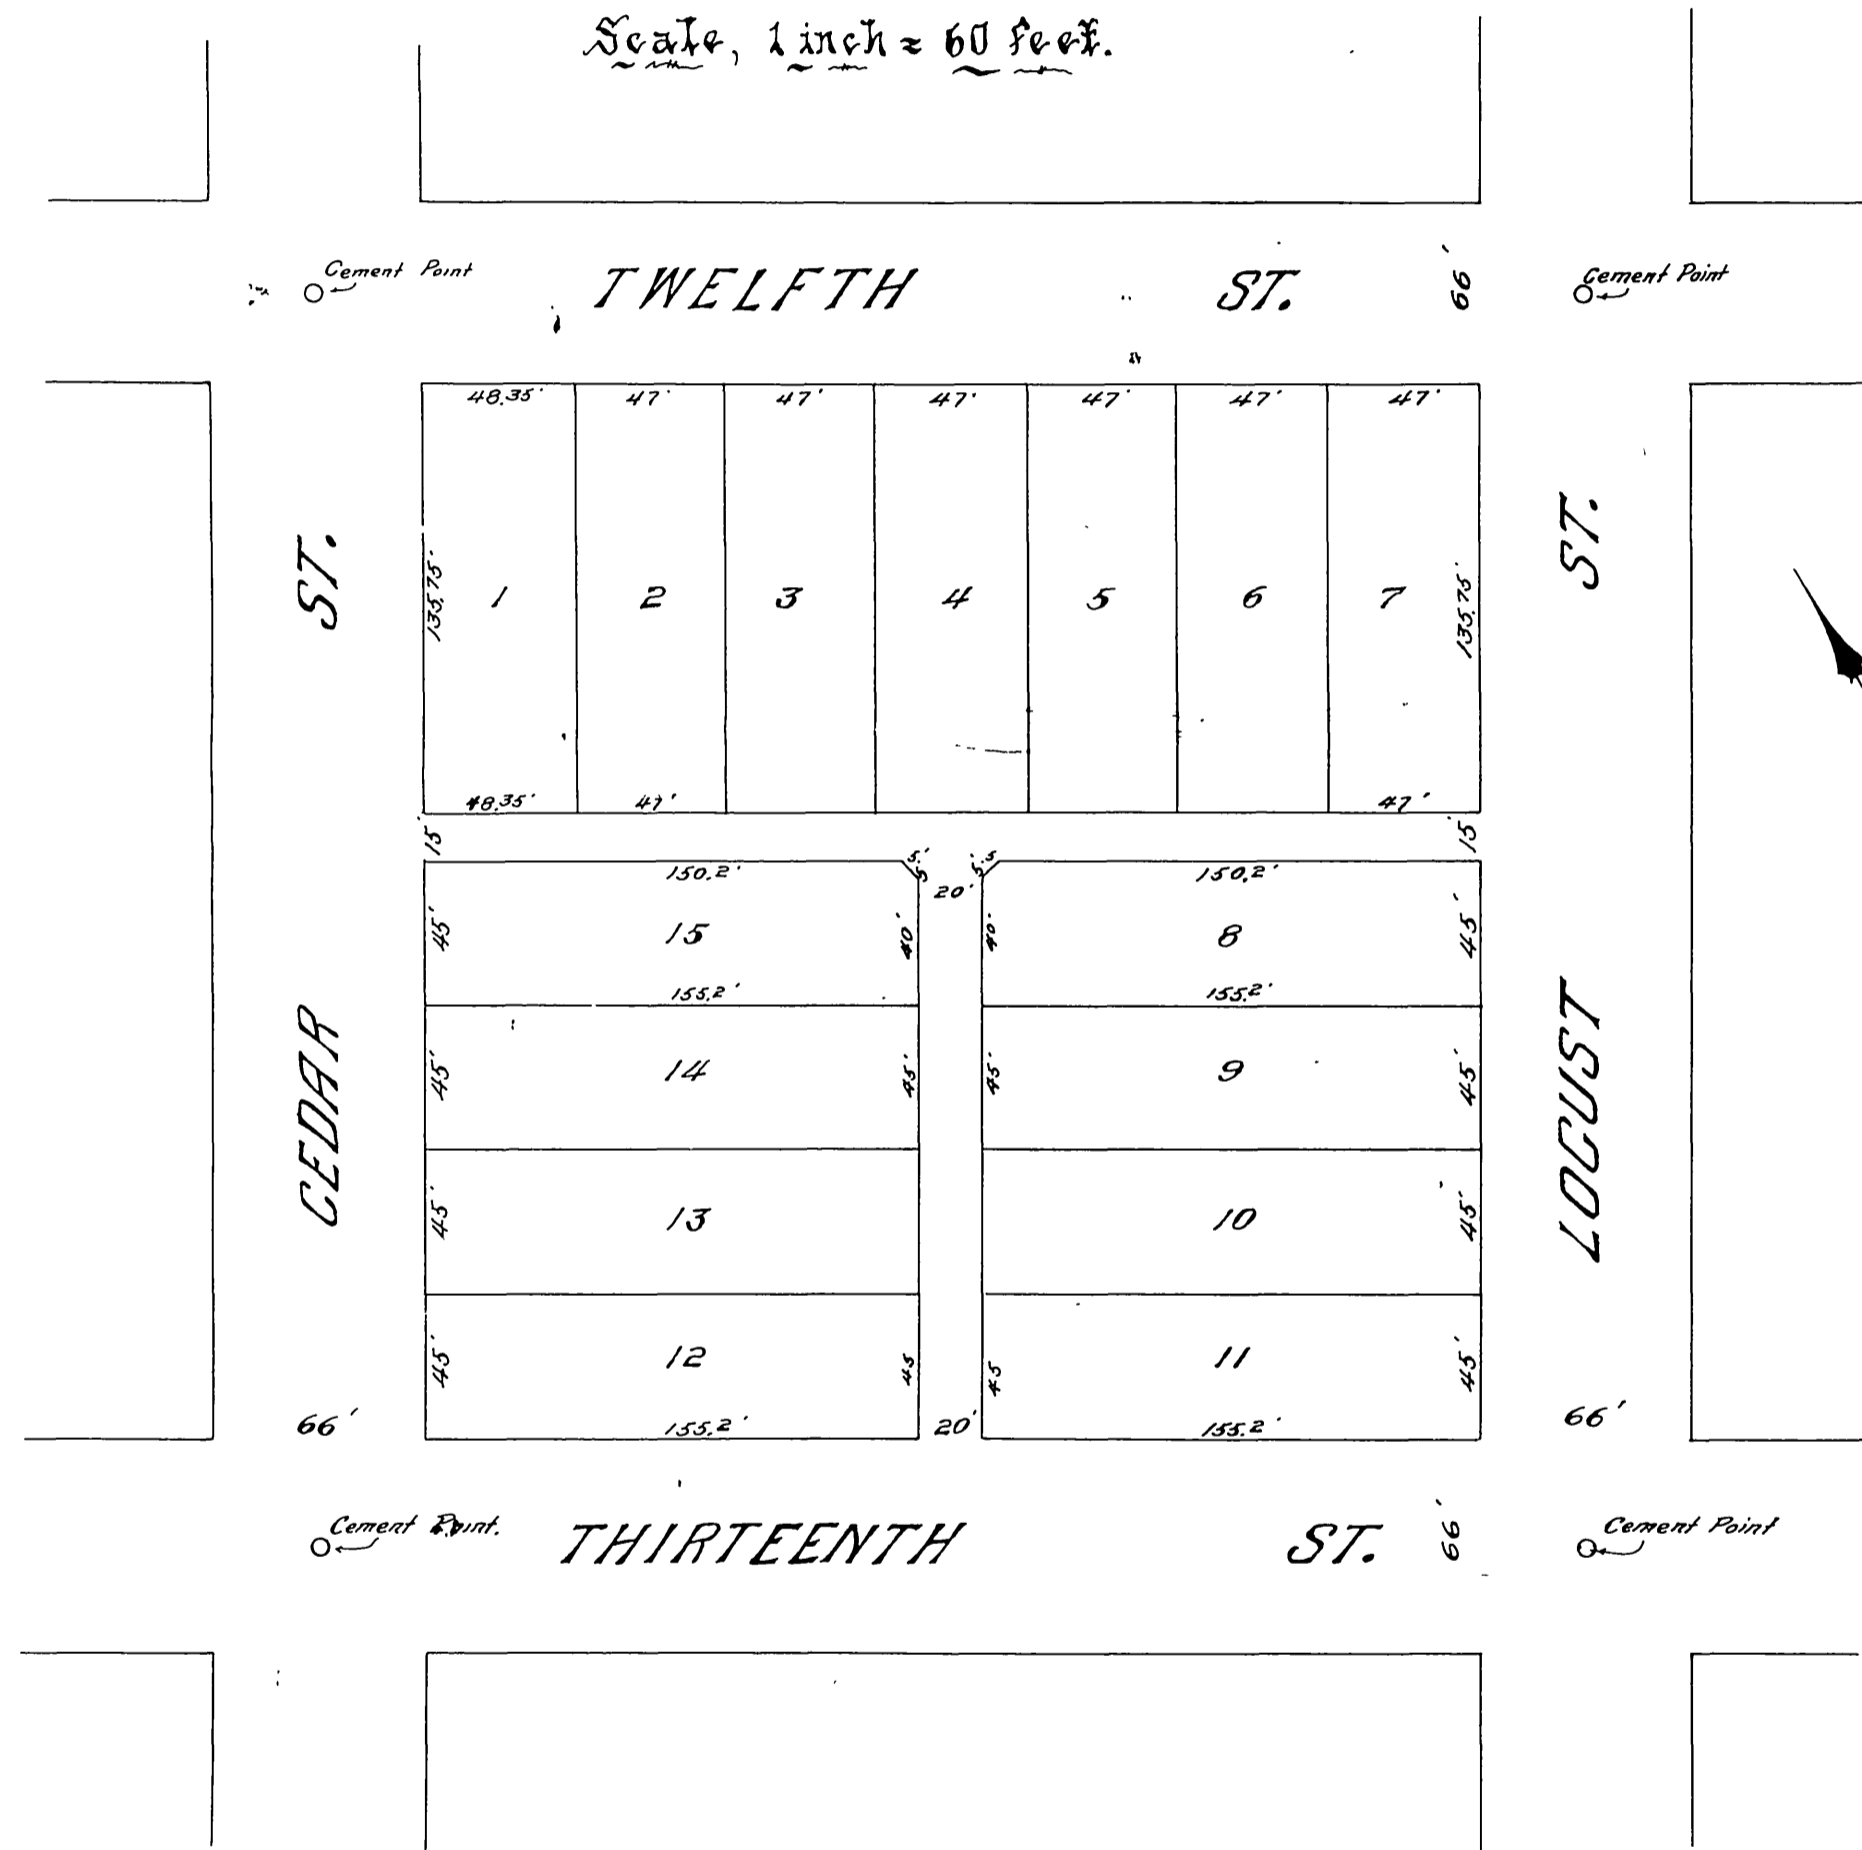 Scale, 1 inch = 60 feet.
Cement Point
TWELFTH ST.
66'
Cement Point
48.35' 47' 47' 47' 47' 47' 47'
ST.
ST.
135.75' 1 2 3 4 5 6 7 135.75'
48.35' 47' 47'
15' 15'
5' 5 5 5
150.2' 20' 150.2'
45' 15 40' 40' 8 45'
155.2' 155.2'
CEDAR
LOCUST
45' 14 45' 45' 9 45'
45' 13 10 45'
45' 12 45 45 11 45'
66' 155.2' 20' 155.2' 66'
Cement Point.
THIRTEENTH ST.
66'
Cement Point